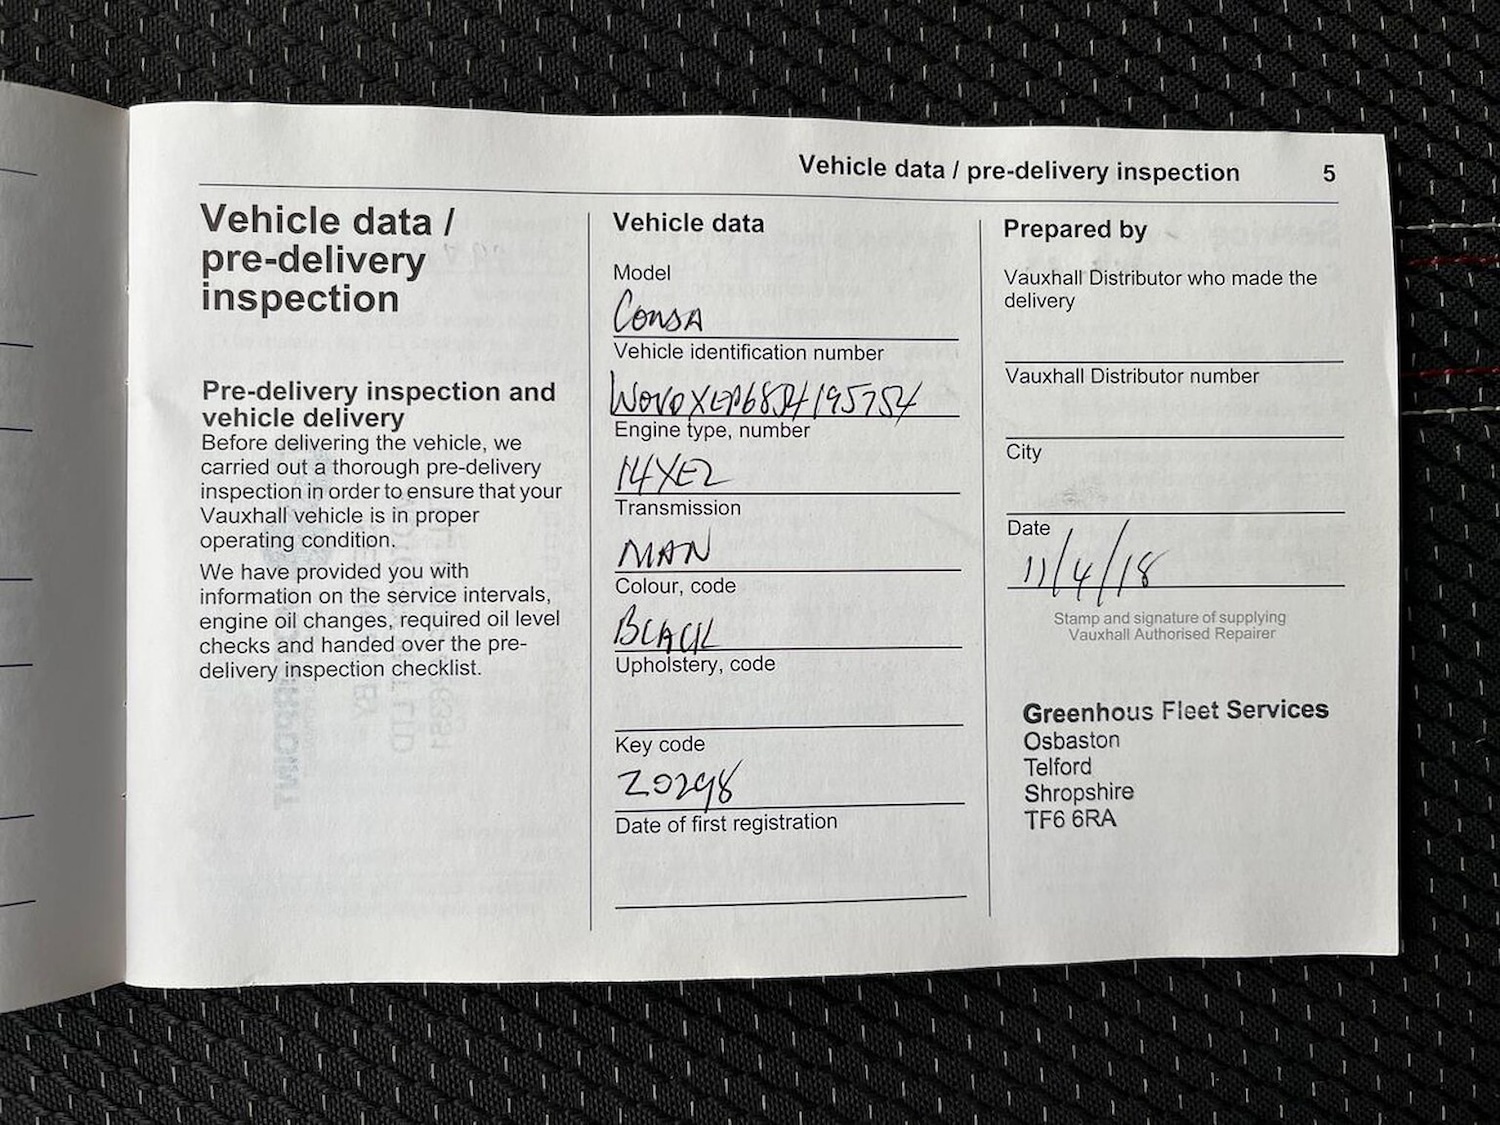 Vehicle data / pre-delivery inspection 5
Vehicle data /
pre-delivery
inspection
Pre-delivery inspection and
vehicle delivery
Before delivering the vehicle, we
carried out a thorough pre-delivery
inspection in order to ensure that your
Vauxhall vehicle is in proper
operating condition.
We have provided you with
information on the service intervals,
engine oil changes, required oil level
checks and handed over the pre-
delivery inspection checklist.
Vehicle data
Model
CORSA
Vehicle identification number
Engine type, number
Transmission
MAN
Colour, code
BLACK
Upholstery, code
Key code
Z0298
Date of first registration
Prepared by
Vauxhall Distributor who made the
delivery
Vauxhall Distributor number
City
Date
11/4/18
Stamp and signature of supplying
Vauxhall Authorised Repairer
Greenhous Fleet Services
Osbaston
Telford
Shropshire
TF6 6RA